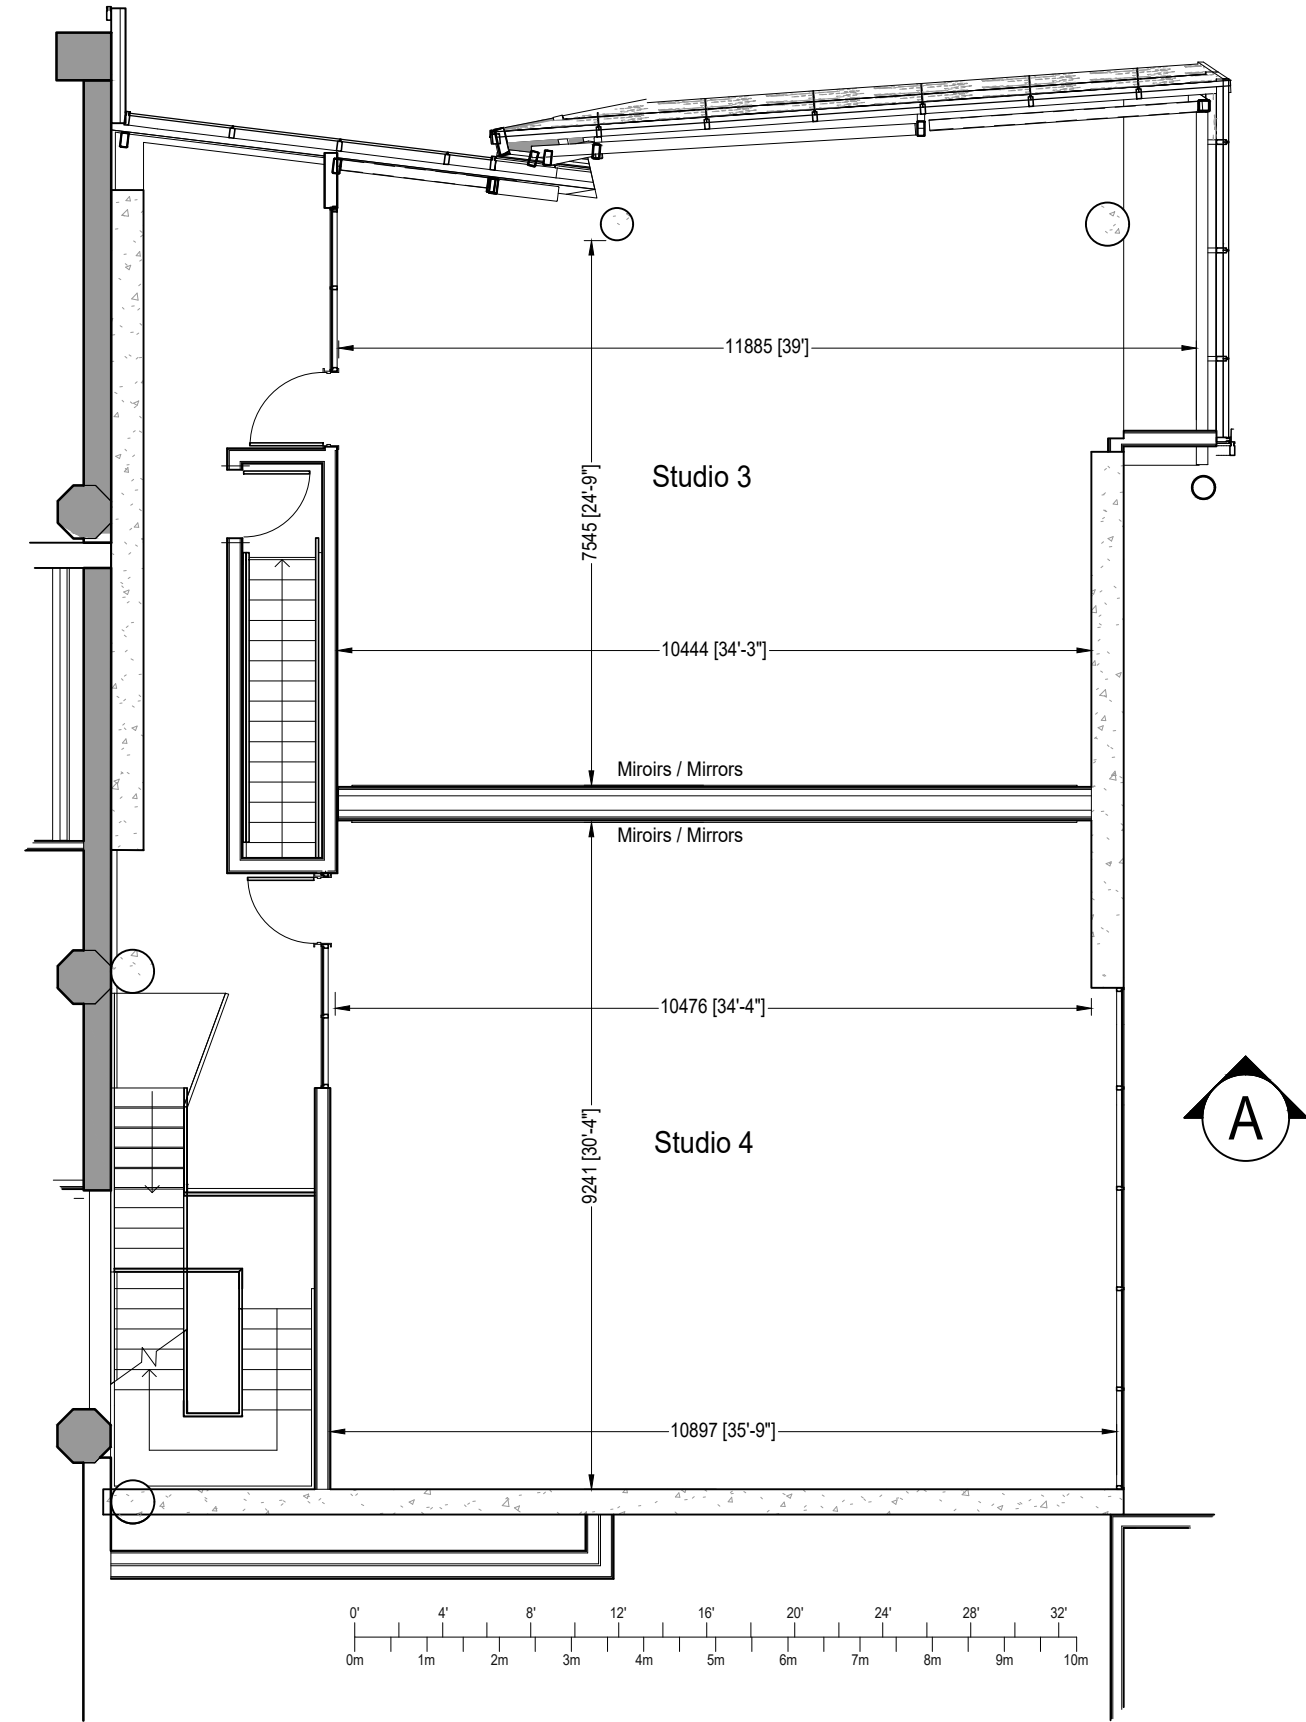 11885 [39']
Studio 3
7545 [24'-9"]
10444 [34'-3"]
Miroirs / Mirrors
Miroirs / Mirrors
10476 [34'-4"]
A
Studio 4
9241 [30'-4"]
10897 [35'-9"]
0' 4' 8' 12' 16' 20' 24' 28' 32'
0m 1m 2m 3m 4m 5m 6m 7m 8m 9m 10m